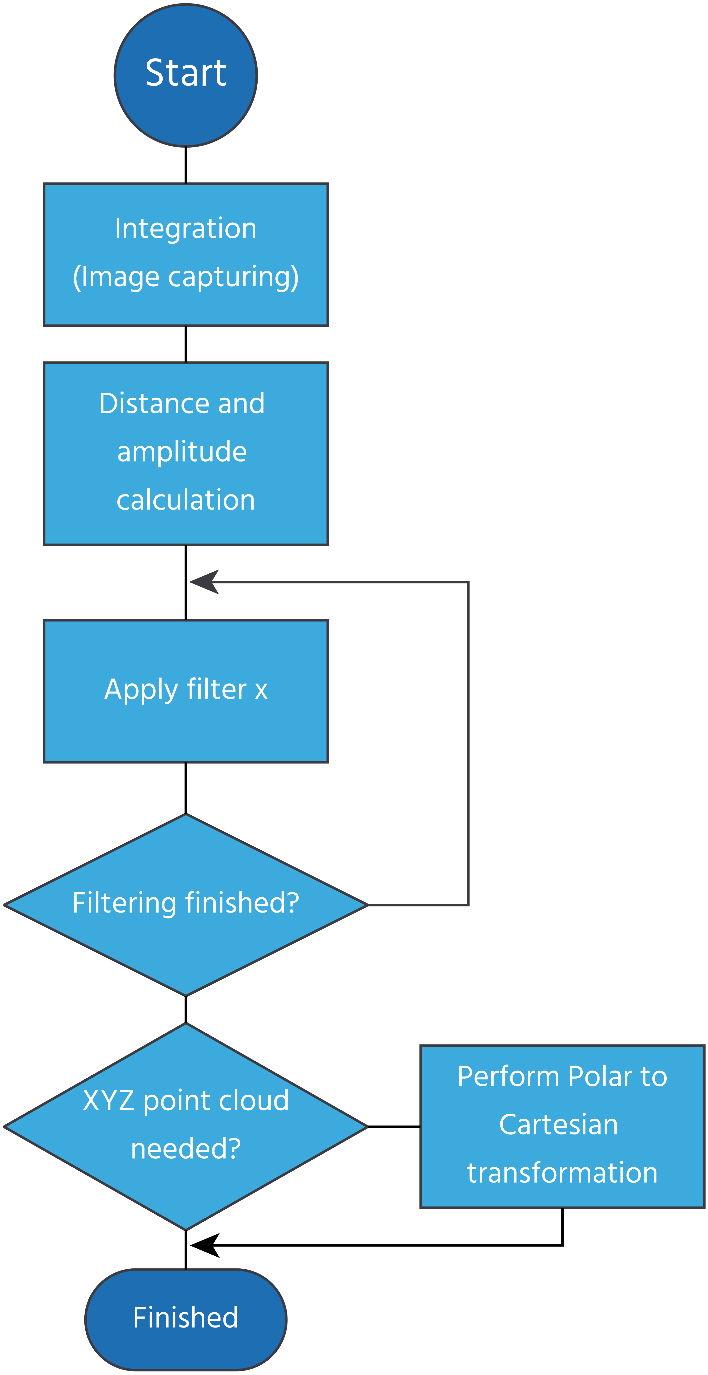 Start
Integration
(Image capturing)
Distance and
amplitude
calculation
Apply filter x
Filtering finished?
XYZ point cloud
needed?
Perform Polar to
Cartesian
transformation
Finished